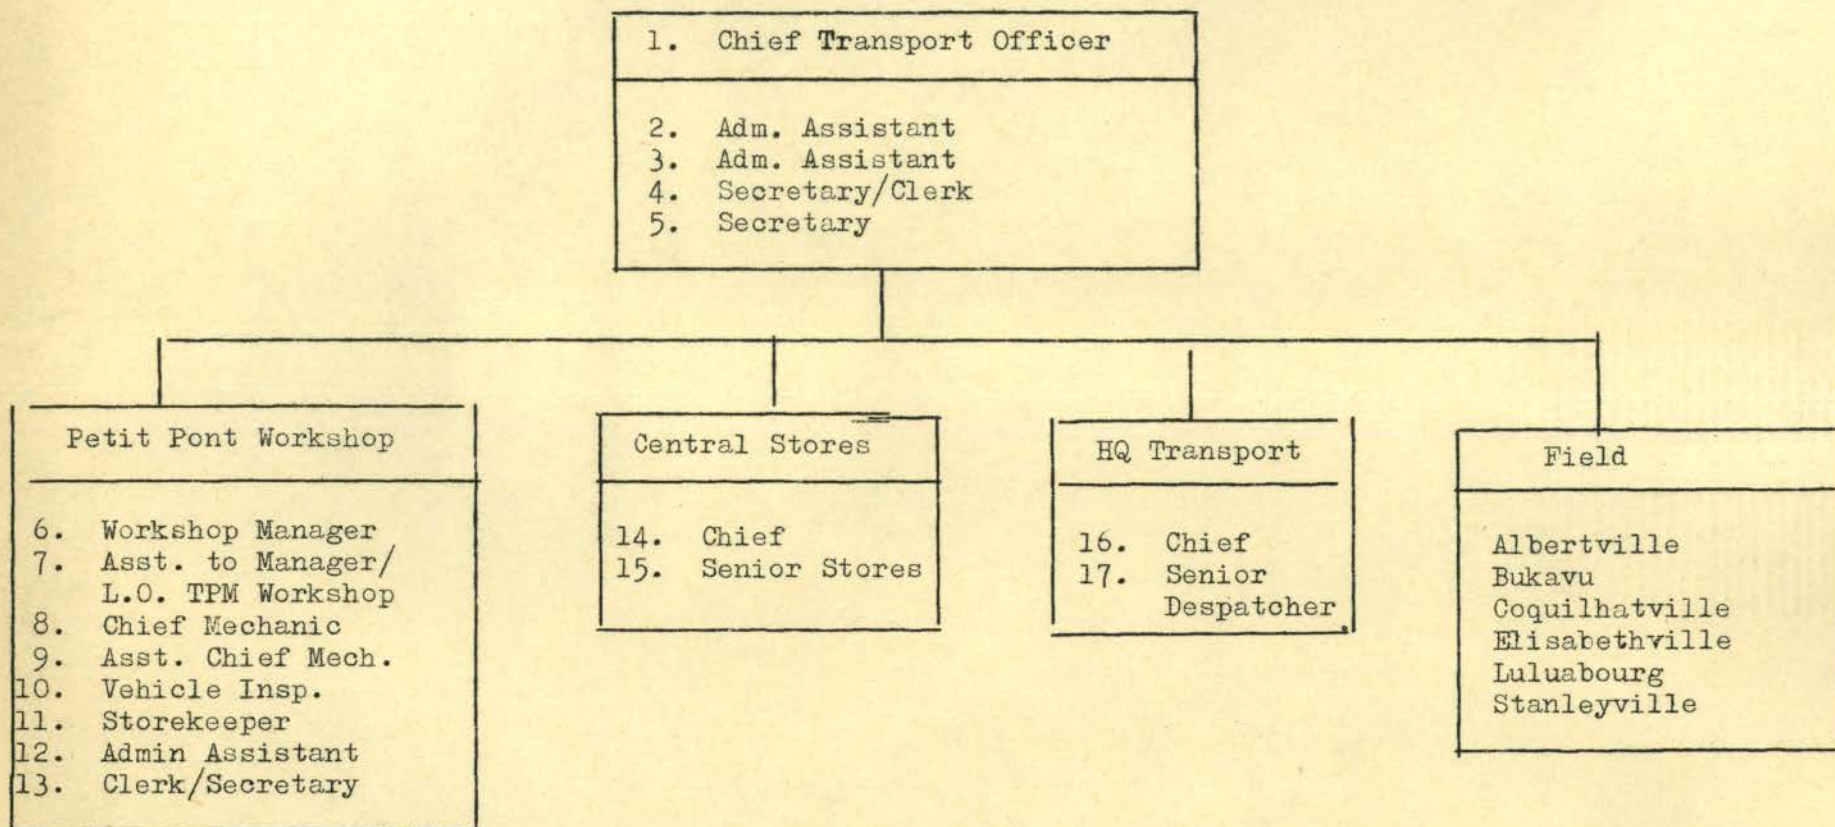 1. Chief Transport Officer
2. Adm. Assistant
3. Adm. Assistant
4. Secretary/Clerk
5. Secretary
Petit Pont Workshop
6. Workshop Manager
7. Asst. to Manager/
L.O. TPM Workshop
8. Chief Mechanic
9. Asst. Chief Mech.
10. Vehicle Insp.
11. Storekeeper
12. Admin Assistant
13. Clerk/Secretary
Central Stores
14. Chief
15. Senior Stores
HQ Transport
16. Chief
17. Senior
Despatcher.
Field
Albertville
Bukavu
Coquilhatville
Elisabethville
Luluabourg
Stanleyville